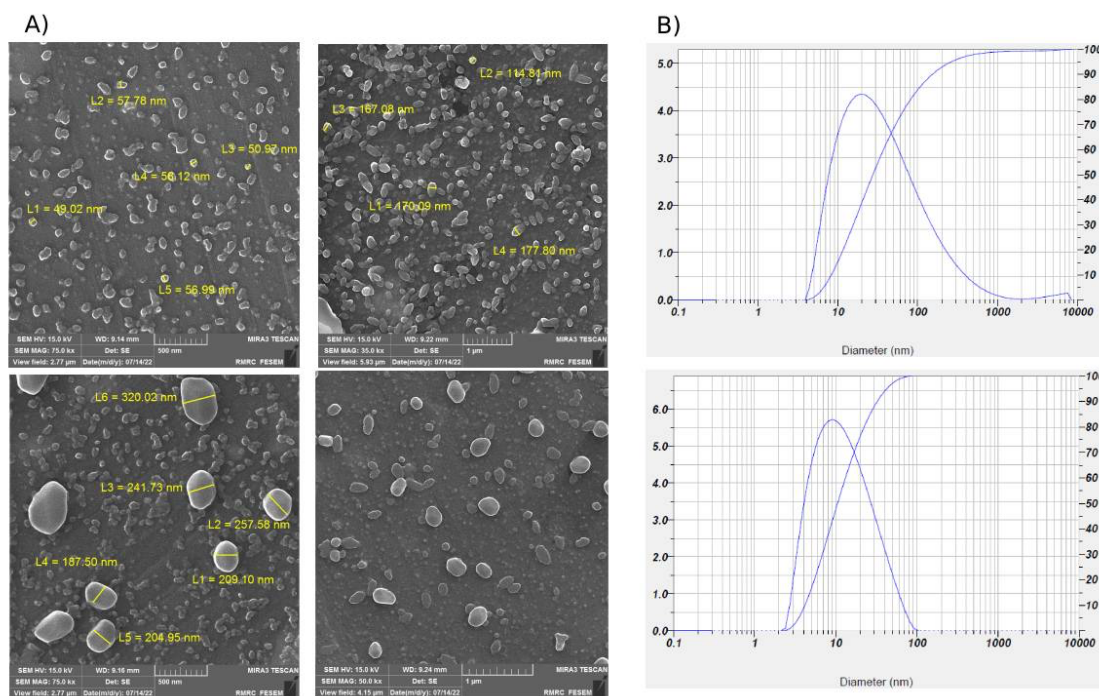 A)
B)
L2 = 57.78 nm
L3 = 50.97 nm
L4 = 56.12 nm
L1 = 49.02 nm
L5 = 56.99 nm
SEM HV: 15.0 kV WD: 9.14 mm MIRA3 TESCAN
SEM MAG: 75.0 kx Det: SE 500 nm
View field: 2.77 µm Date(m/d/y): 07/14/22 RMRC FESEM
L2 = 114.81 nm
L3 = 167.08 nm
L1 = 170.09 nm
L4 = 177.80 nm
SEM HV: 15.0 kV WD: 9.22 mm MIRA3 TESCAN
SEM MAG: 35.0 kx Det: SE 1 µm
View field: 5.93 µm Date(m/d/y): 07/14/22 RMRC FESEM
5.0
4.0
3.0
2.0
1.0
0.0
100
90
80
70
60
50
40
30
20
10
0.1 1 10 100 1000 10000
Diameter (nm)
L6 = 320.02 nm
L3 = 241.73 nm
L2 = 257.58 nm
L4 = 187.50 nm
L1 = 209.10 nm
L5 = 204.95 nm
SEM HV: 15.0 kV WD: 9.16 mm MIRA3 TESCAN
SEM MAG: 75.0 kx Det: SE 500 nm
View field: 2.77 µm Date(m/d/y): 07/14/22 RMRC FESEM
SEM HV: 15.0 kV WD: 9.24 mm MIRA3 TESCAN
SEM MAG: 50.0 kx Det: SE 1 µm
View field: 4.15 µm Date(m/d/y): 07/14/22 RMRC FESEM
6.0
5.0
4.0
3.0
2.0
1.0
0.0
100
90
80
70
60
50
40
30
20
10
0
0.1 1 10 100 1000 10000
Diameter (nm)